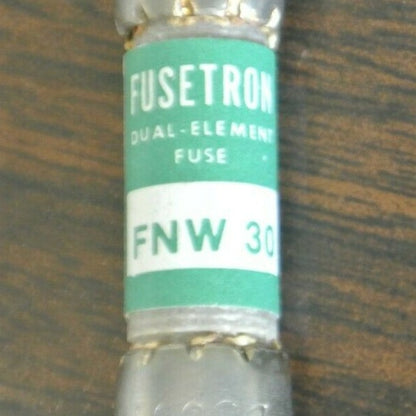 FUSETRON
DUAL-ELEMENT
FUSE
FNW 30